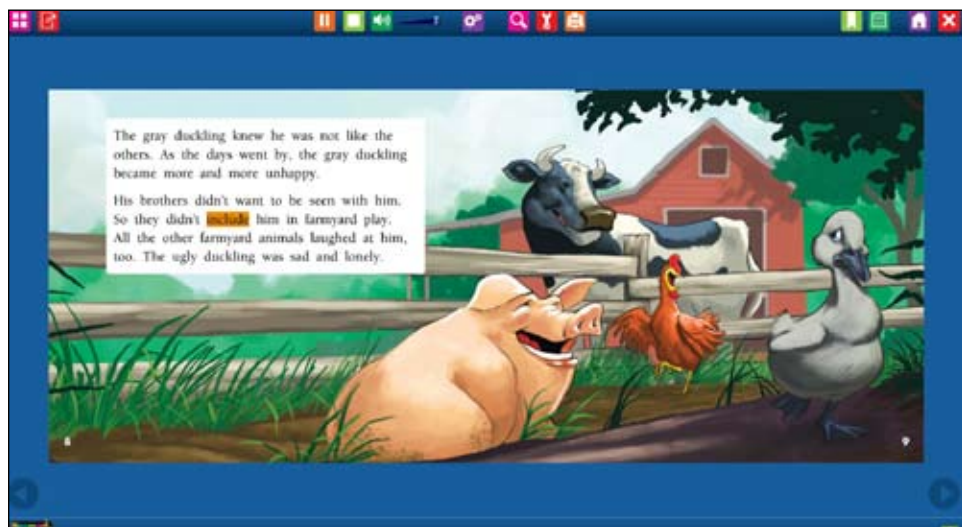 The gray duckling knew he was not like the
others. As the days went by, the gray duckling
became more and more unhappy.
His brothers didn't want to be seen with him.
So they didn't include him in farmyard play.
All the other farmyard animals laughed at him,
too. The ugly duckling was sad and lonely.
8
9